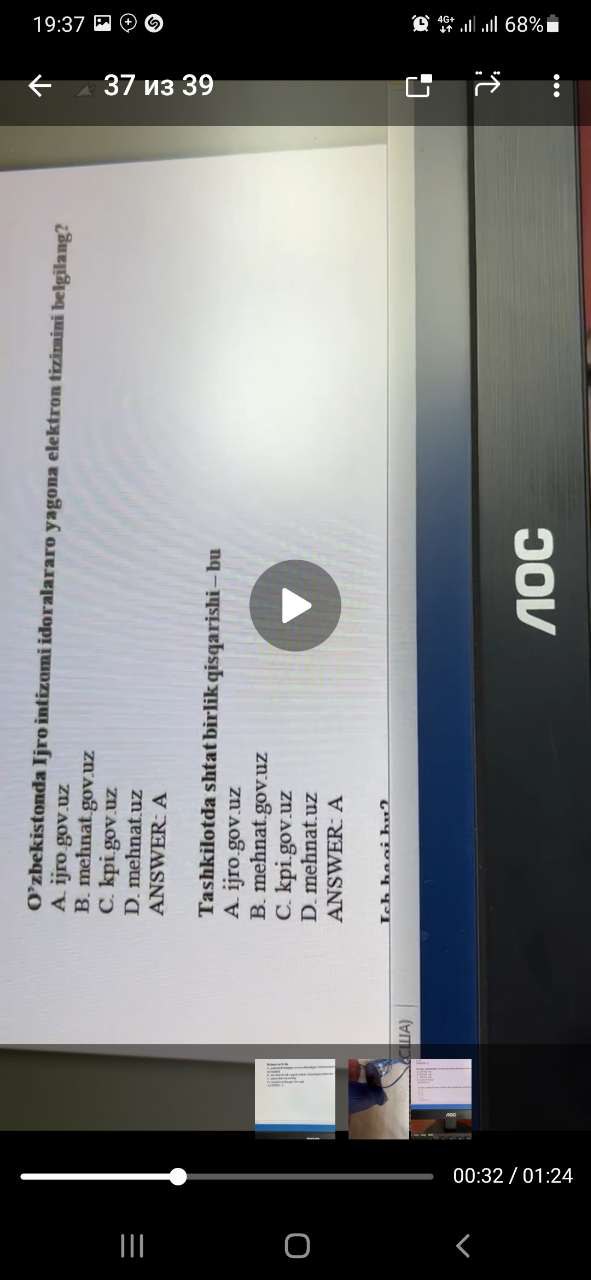 19:37
4G+
68%
37 из 39
O'zbekistonda Ijro intizomi idoralararo yagona elektron tizimini belgilang?
A. ijro.gov.uz
B. mehnat.gov.uz
C. kpi.gov.uz
D. mehnat.uz
ANSWER: A
Tashkilotda shtat birlik qisqarishi – bu
A. ijro.gov.uz
B. mehnat.gov.uz
C. kpi.gov.uz
D. mehnat.uz
ANSWER: A
США)
AOC
00:32 / 01:24